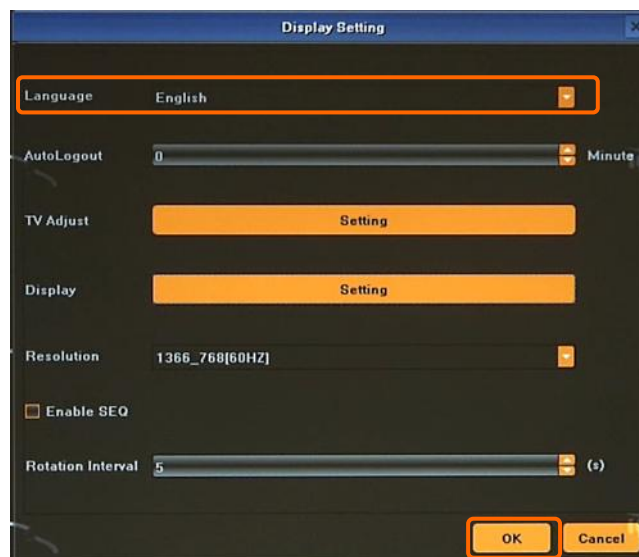 Display Setting
Language English
AutoLogout 0 Minute
TV Adjust Setting
Display Setting
Resolution 1366_768[60HZ]
Enable SEQ
Rotation Interval 5 (s)
OK Cancel